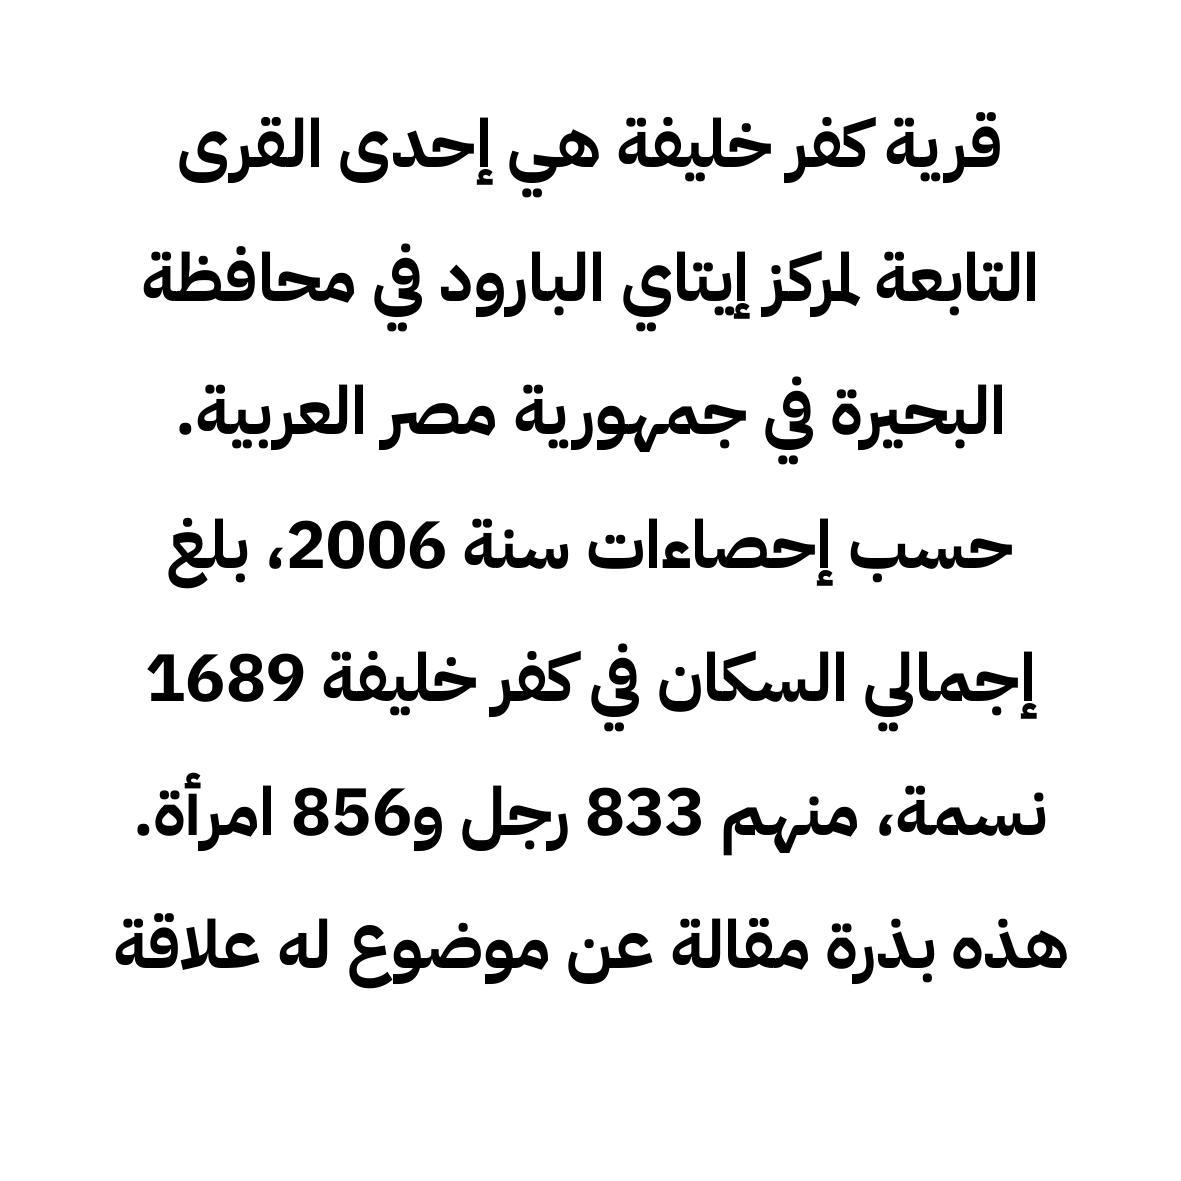 قرية كفر خليفة هي إحدى القرى
التابعة لمركز إيتاي البارود في محافظة
البحيرة في جمهورية مصر العربية.
حسب إحصاءات سنة 2006، بلغ
إجمالي السكان في كفر خليفة 1689
نسمة، منهم 833 رجل و856 امرأة.
هذه بذرة مقالة عن موضوع له علاقة